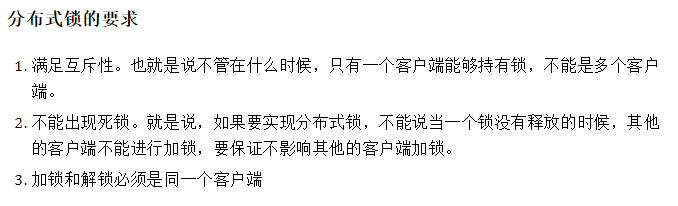 分布式锁的要求
1. 满足互斥性。也就是说不管在什么时候，只有一个客户端能够持有锁，不能是多个客户
端。
2. 不能出现死锁。就是说，如果要实现分布式锁，不能说当一个锁没有释放的时候，其他
的客户端不能进行加锁，要保证不影响其他的客户端加锁。
3. 加锁和解锁必须是同一个客户端